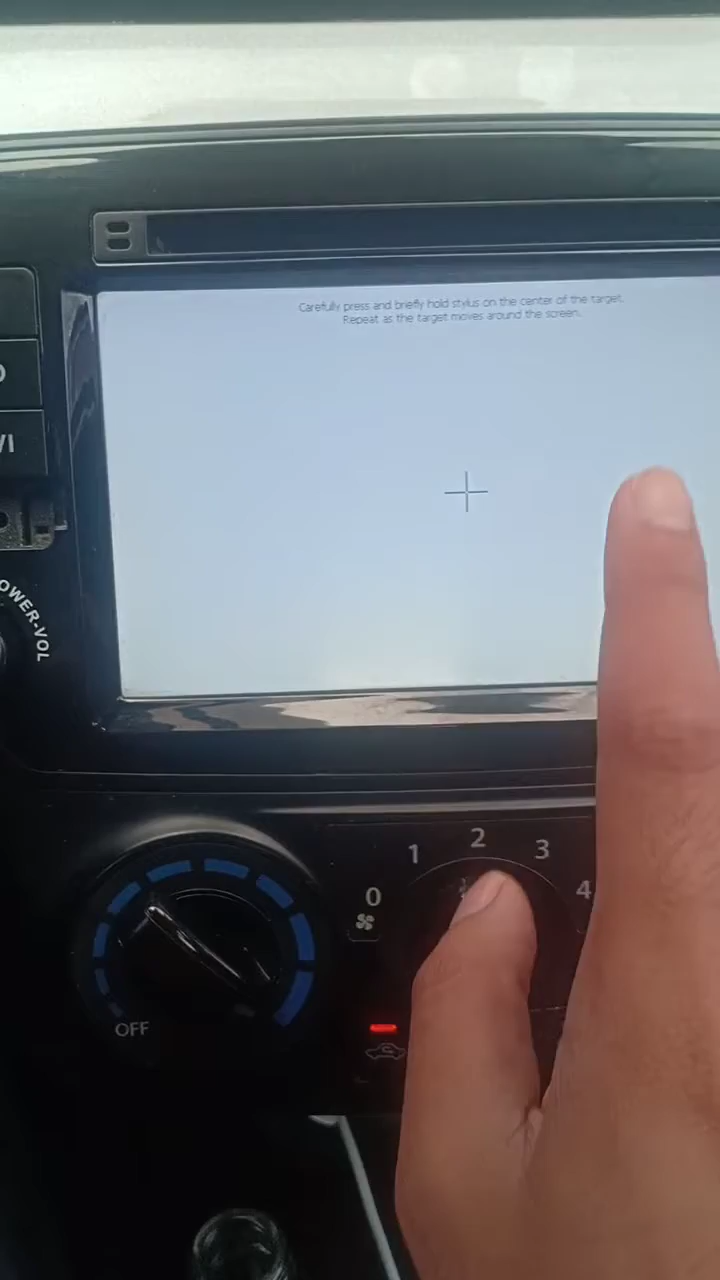 Carefully press and briefly hold stylus on the center of the target.
Repeat as the target moves around the screen.
POWER-VOL
0
1
2
3
4
OFF